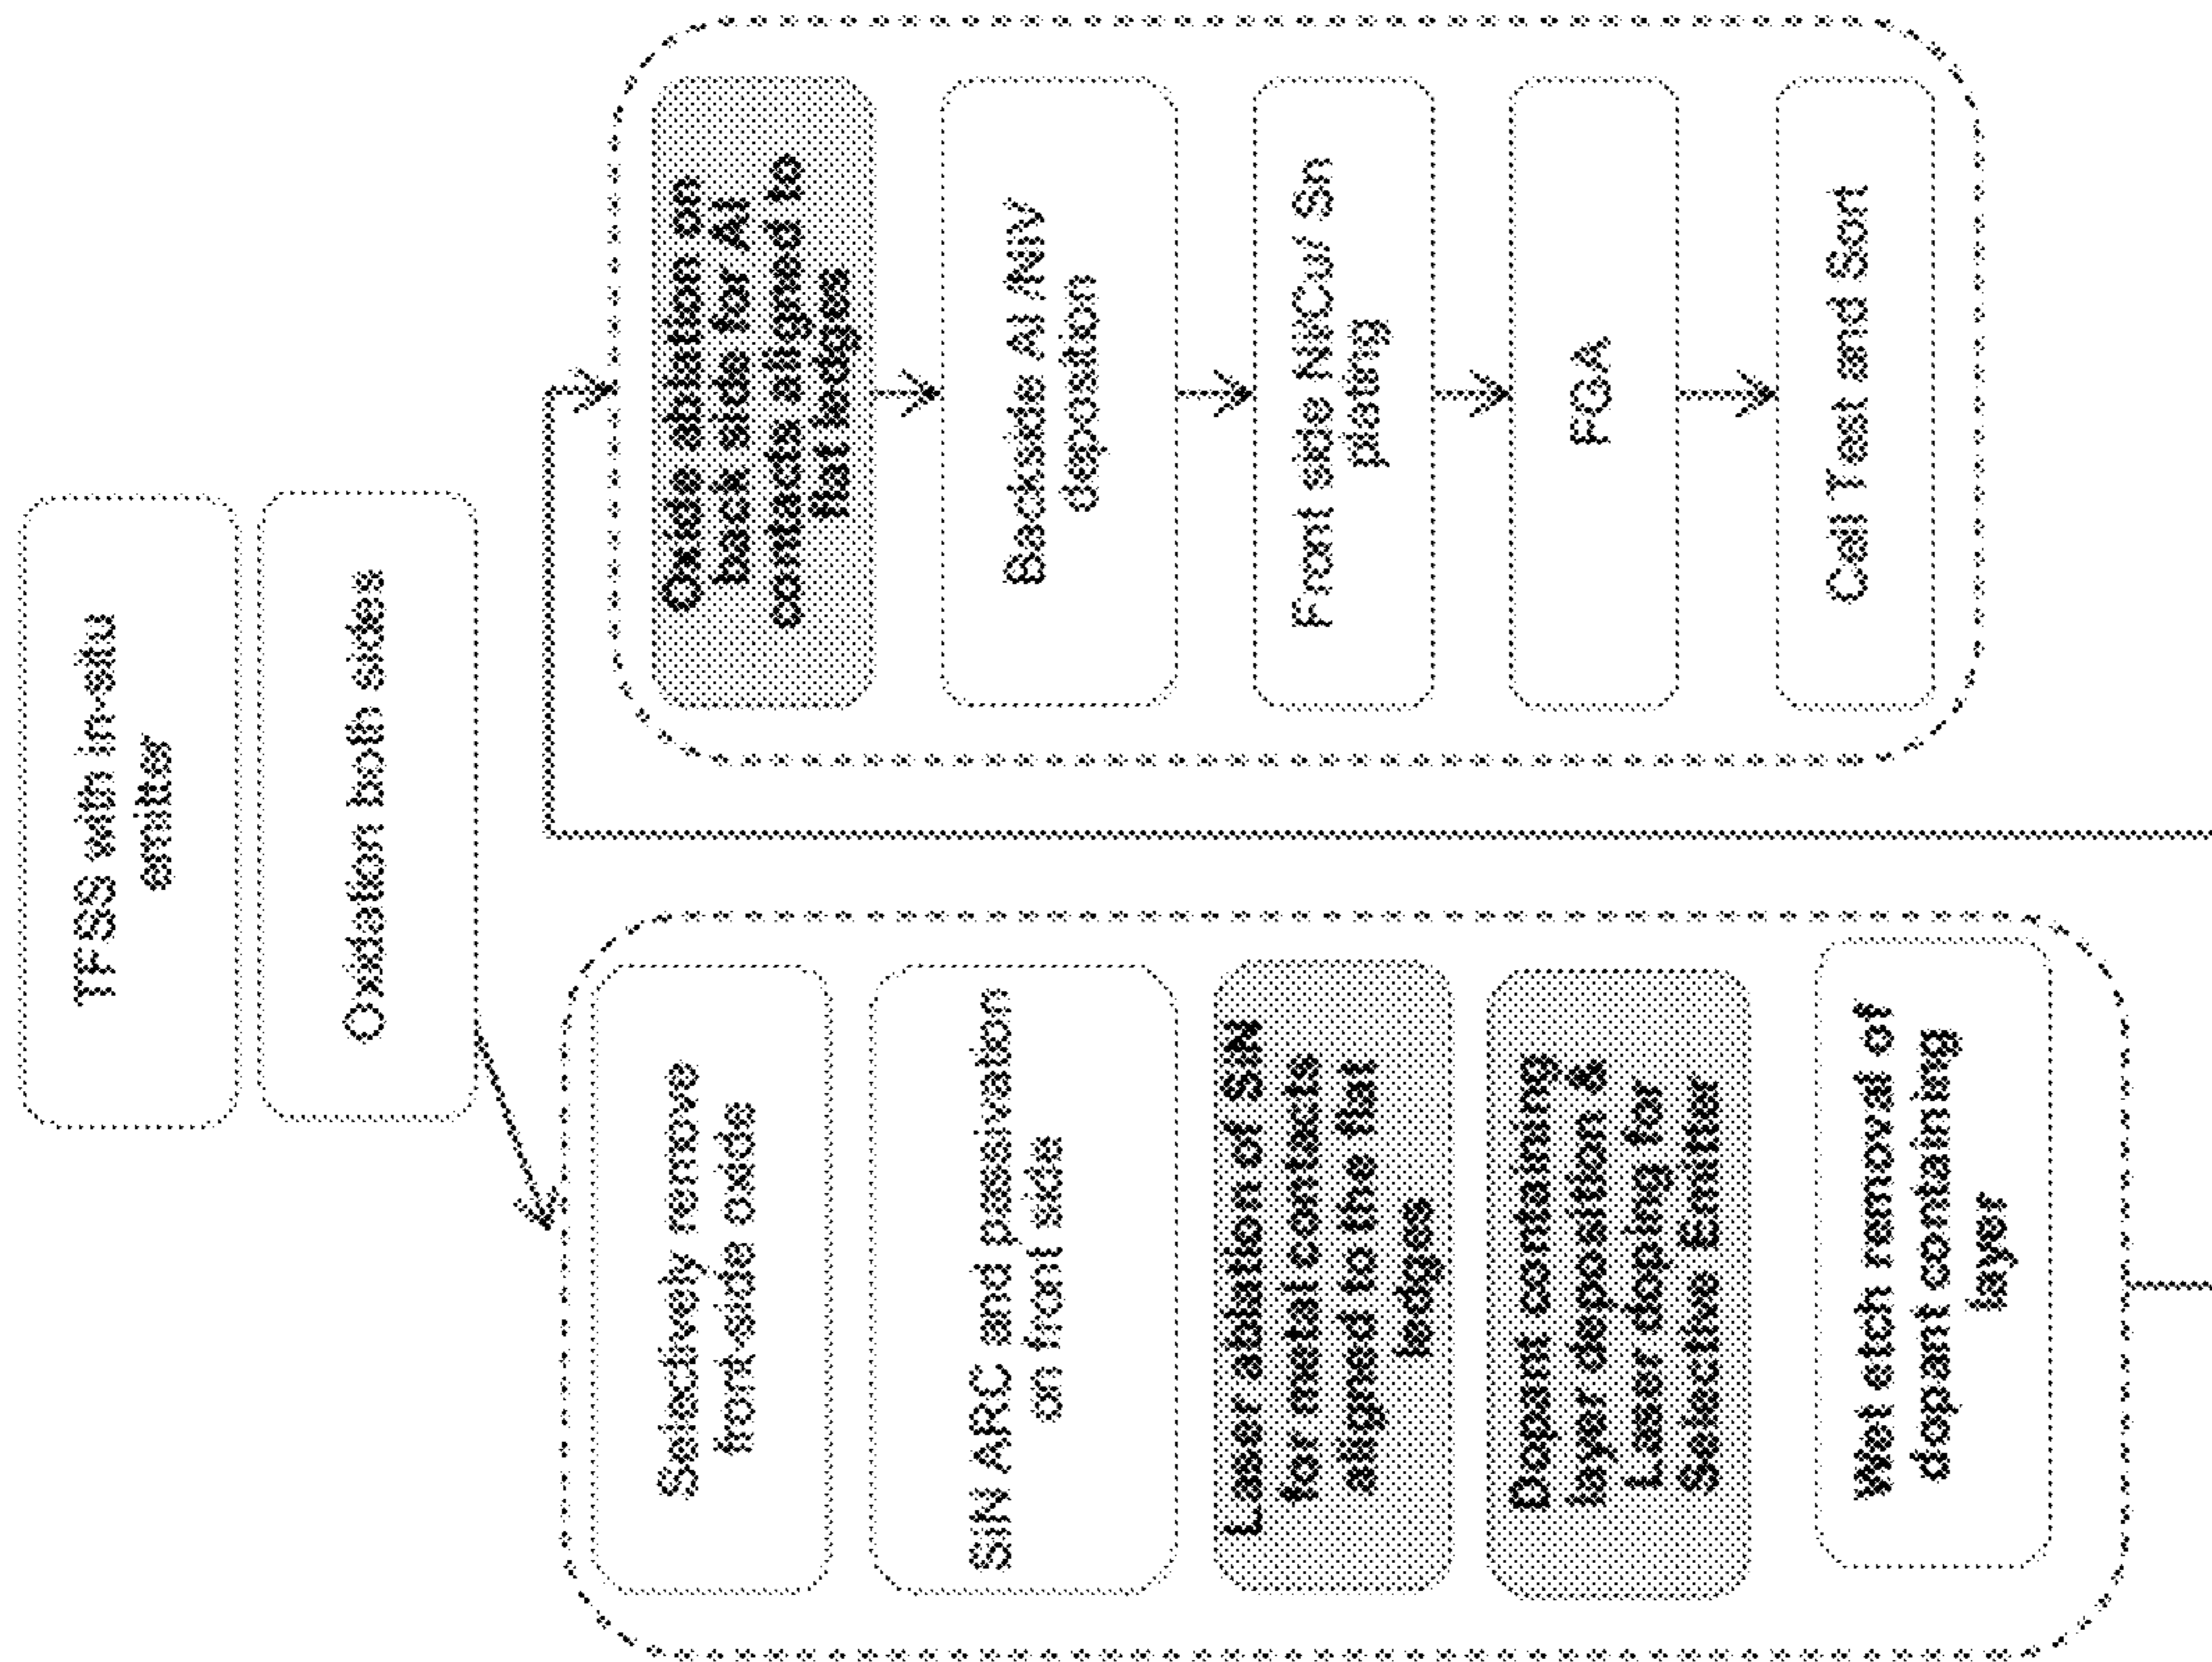 TFSS with in-situ
emitter
Oxidation both sides
Selectively remove
front-side oxide
SiN ARC and passivation
on front side
Laser ablation of SiN
for metal contacts
aligned to the flat
ledges
Dopant containing
layer deposition &
Laser doping for
Selective Emitter
Wet etch removal of
dopant containing
layer
Oxide ablation on
back side for Al
contacts aligned to
flat ledges
Backside Al /NiV
deposition
Front side NiCu/ Sn
plating
FGA
Cell Test and Sort